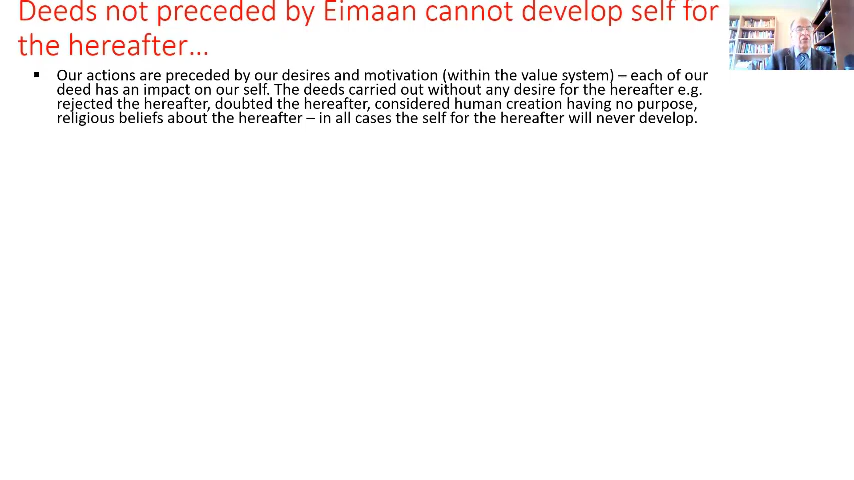 Deeds not preceded by Eimaan cannot develop self for
the hereafter...
▪ Our actions are preceded by our desires and motivation (within the value system) – each of our
deed has an impact on our self. The deeds carried out without any desire for the hereafter e.g.
rejected the hereafter, doubted the hereafter, considered human creation having no purpose,
religious beliefs about the hereafter – in all cases the self for the hereafter will never develop.